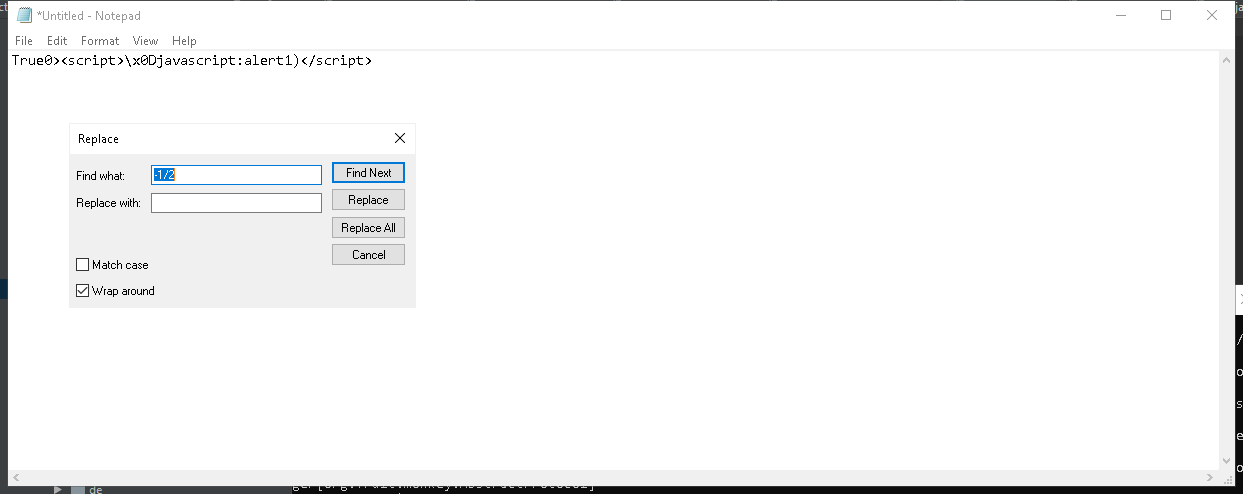 *Untitled - Notepad
File Edit Format View Help
True0><script>\x0Djavascript:alert1)</script>
Replace
Find what: -1/2 Find Next
Replace with: Replace
Replace All
Cancel
Match case
Wrap around
de